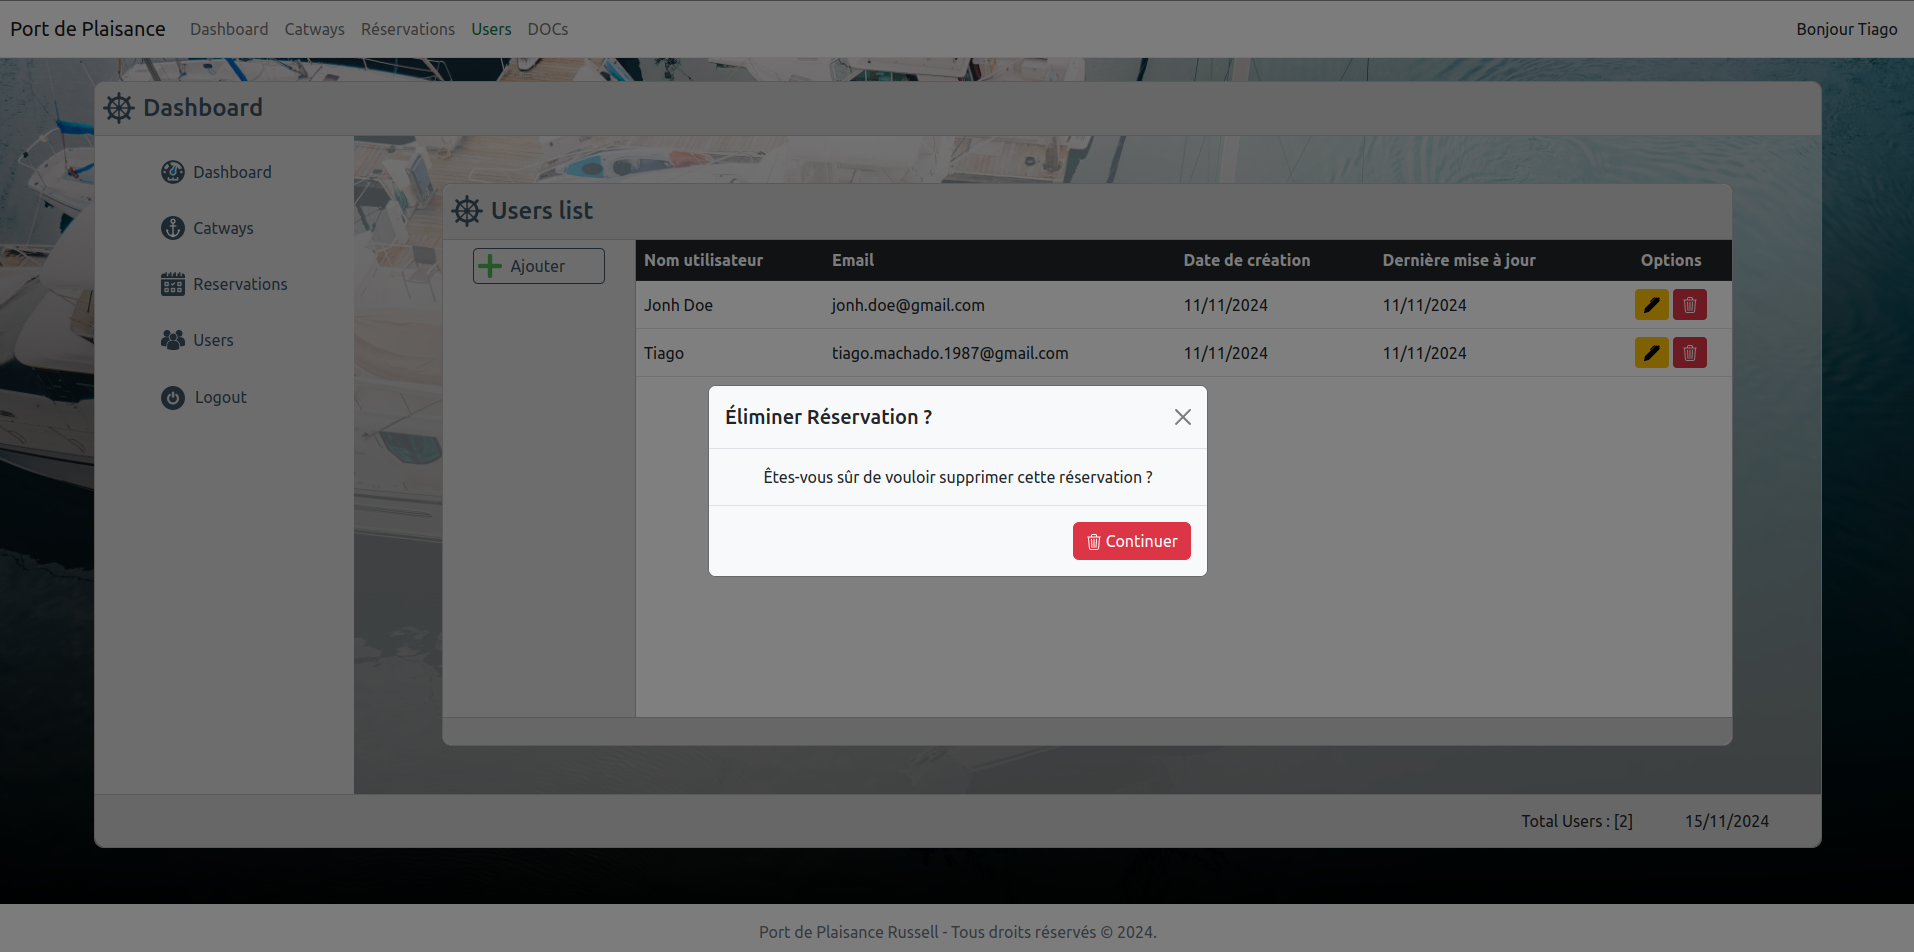 Port de Plaisance Dashboard Catways Réservations Users DOCs Bonjour Tiago
Dashboard
Dashboard
Catways
Reservations
Users
Logout
Users list
Ajouter
Nom utilisateur Email Date de création Dernière mise à jour Options
Jonh Doe jonh.doe@gmail.com 11/11/2024 11/11/2024
Tiago tiago.machado.1987@gmail.com 11/11/2024 11/11/2024
Éliminer Réservation ?
Êtes-vous sûr de vouloir supprimer cette réservation ?
Continuer
Total Users : [2] 15/11/2024
Port de Plaisance Russell - Tous droits réservés © 2024.